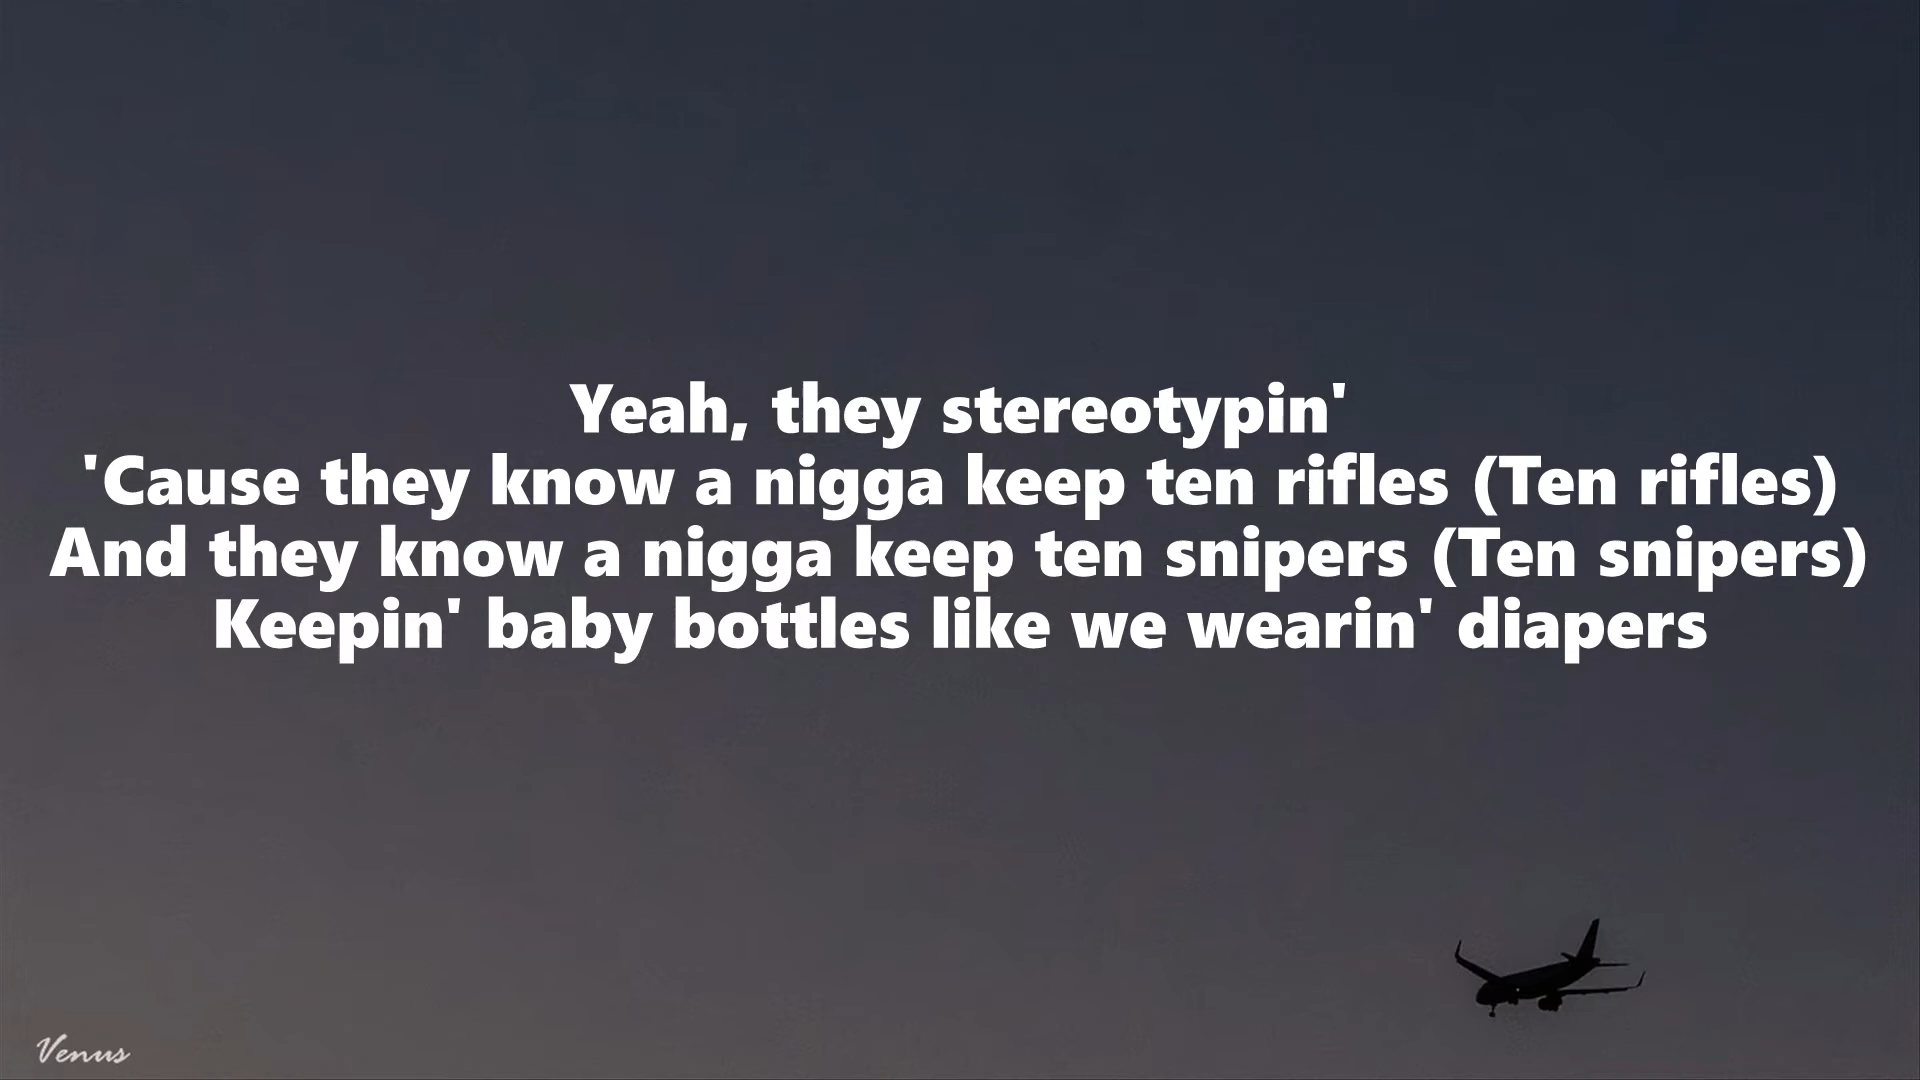 Yeah, they stereotypin'
'Cause they know a nigga keep ten rifles (Ten rifles)
And they know a nigga keep ten snipers (Ten snipers)
Keepin' baby bottles like we wearin' diapers
Venus